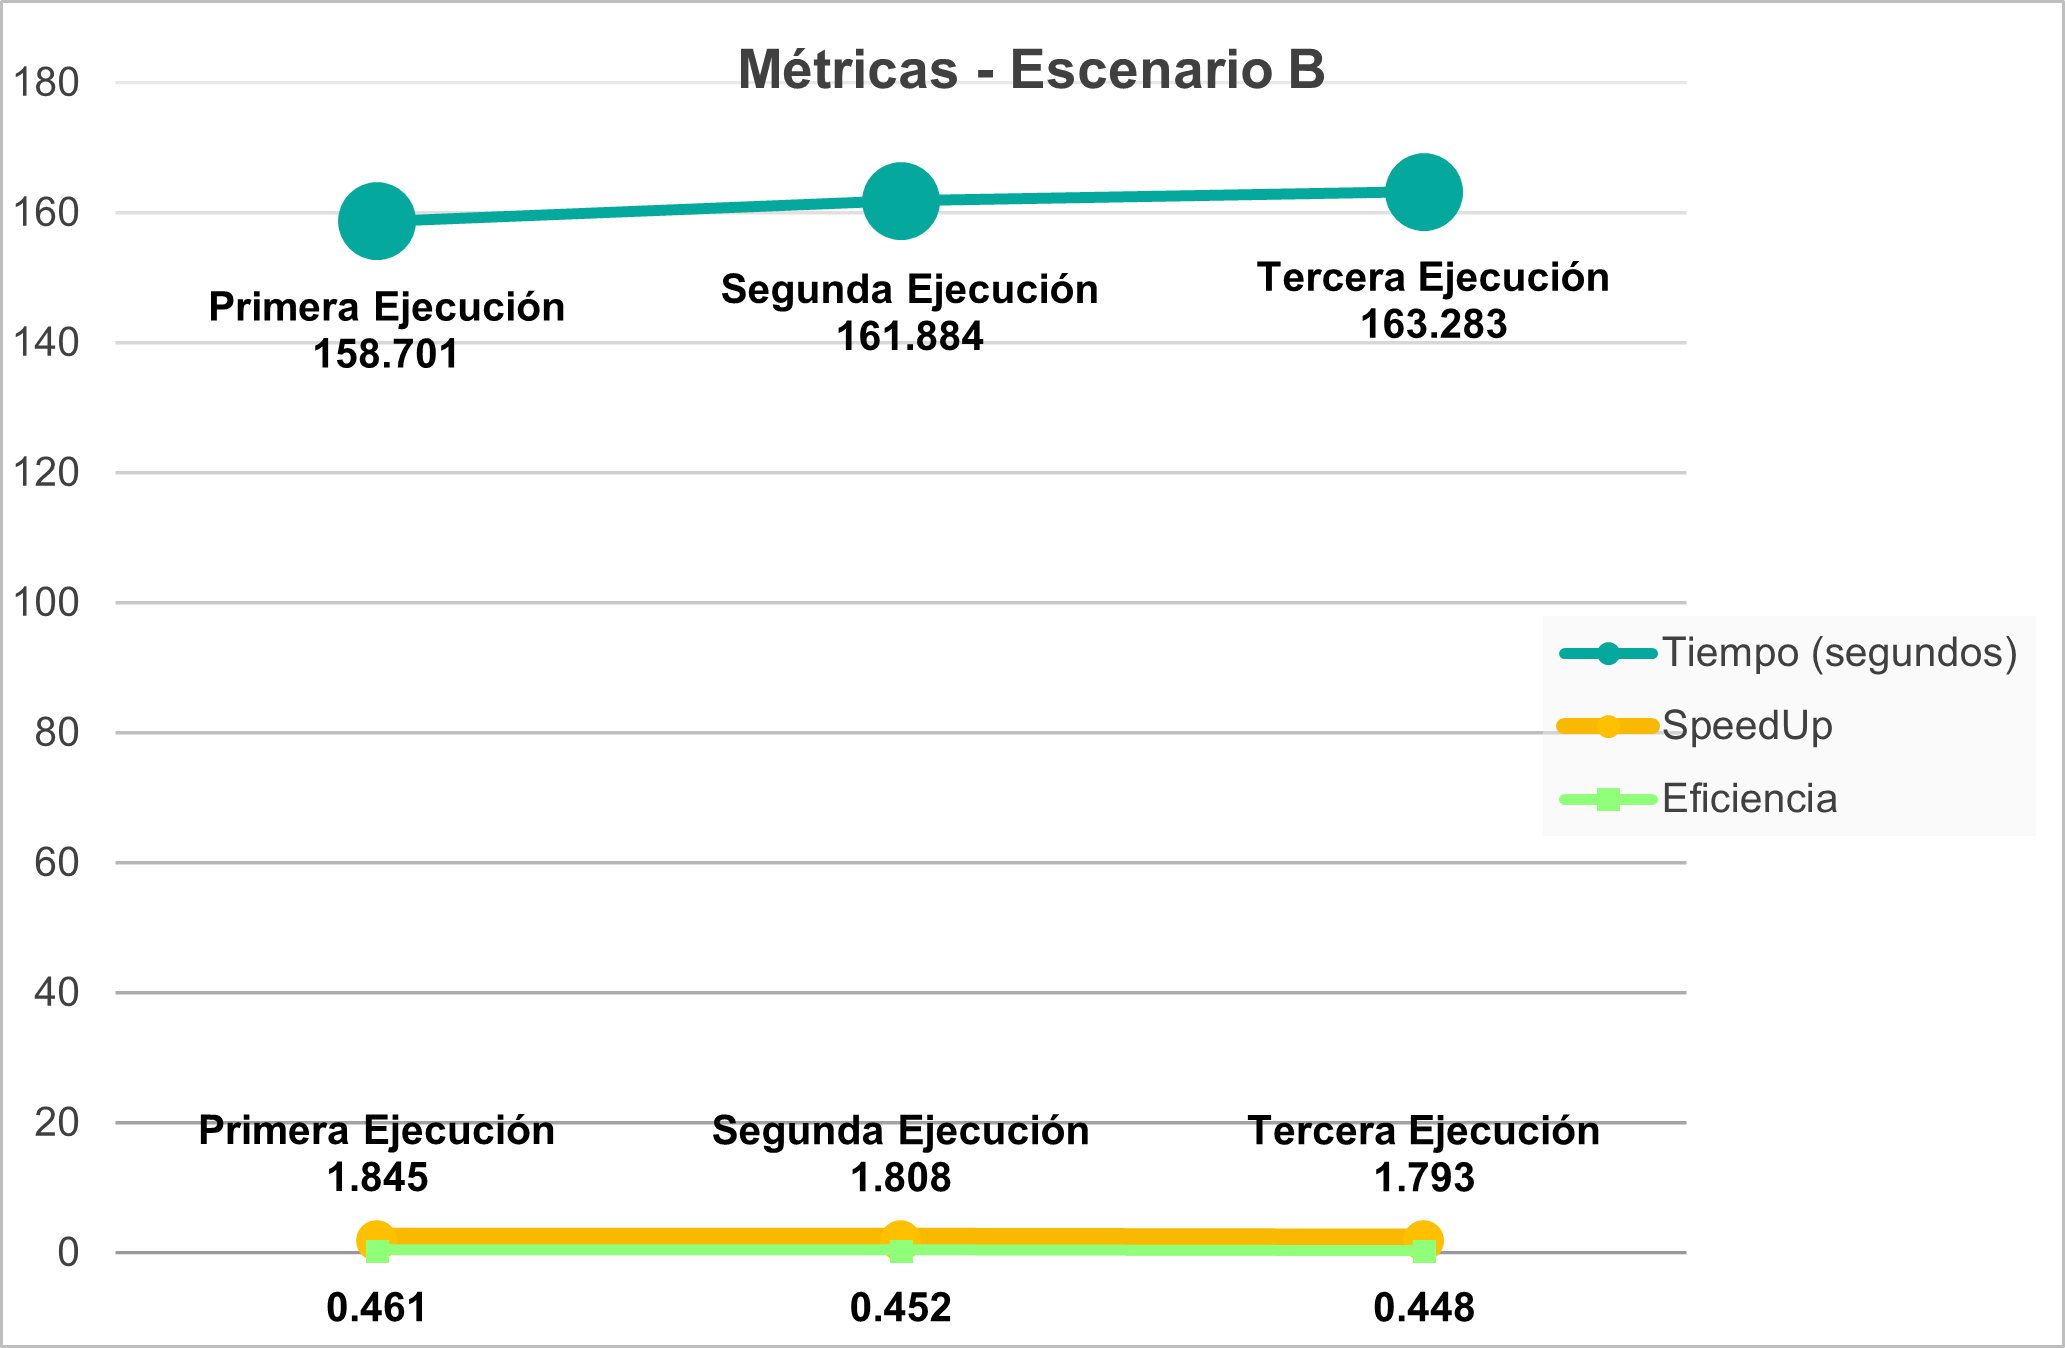 Métricas - Escenario B
180
160
140
120
100
80
60
40
20
0
Primera Ejecución
158.701
Segunda Ejecución
161.884
Tercera Ejecución
163.283
Tiempo (segundos)
SpeedUp
Eficiencia
Primera Ejecución
1.845
Segunda Ejecución
1.808
Tercera Ejecución
1.793
0.461
0.452
0.448